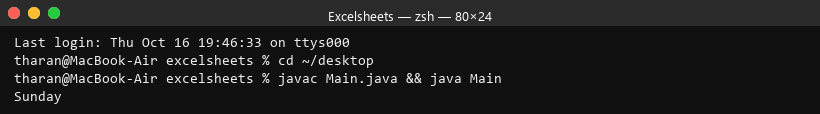 Excelsheets — zsh — 80×24
Last login: Thu Oct 16 19:46:33 on ttys000
tharan@MacBook-Air excelsheets % cd ~/desktop
tharan@MacBook-Air excelsheets % javac Main.java && java Main
Sunday